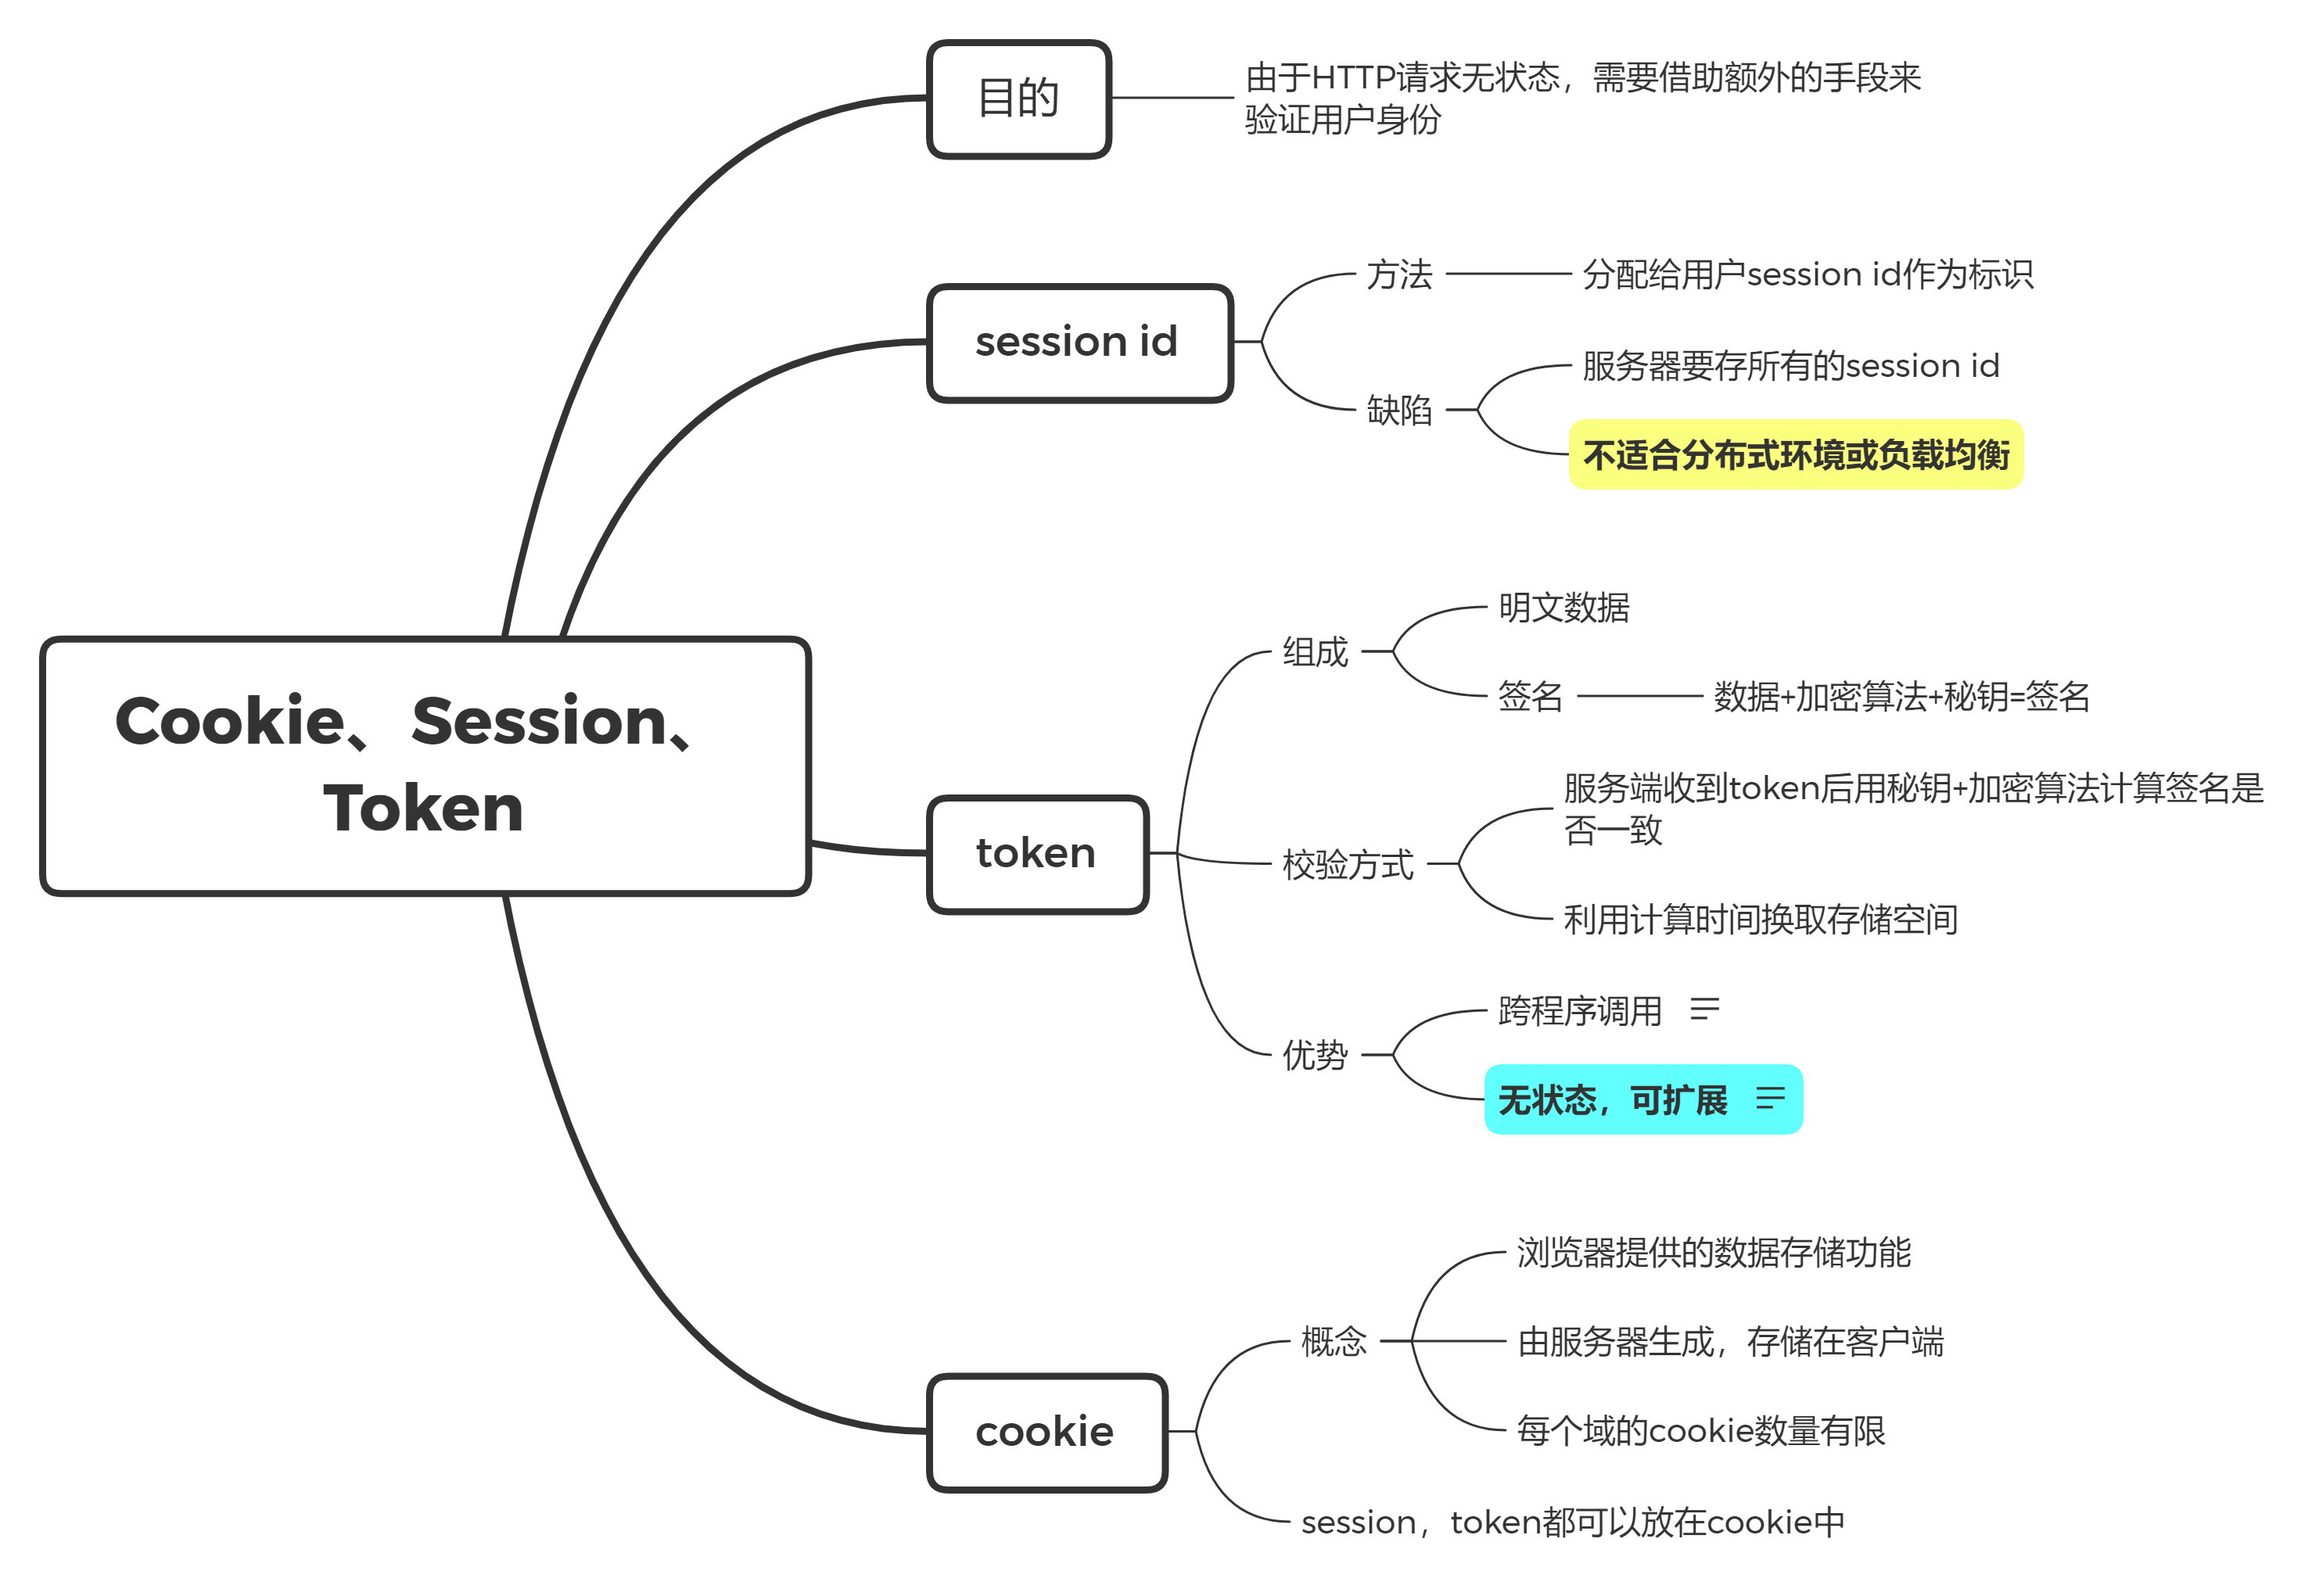 目的
由于HTTP请求无状态，需要借助额外的手段来
验证用户身份
session id
方法
分配给用户session id作为标识
缺陷
服务器要存所有的session id
不适合分布式环境或负载均衡
Cookie、Session、
Token
token
组成
明文数据
签名
数据+加密算法+秘钥=签名
校验方式
服务端收到token后用秘钥+加密算法计算签名是
否一致
利用计算时间换取存储空间
优势
跨程序调用
无状态，可扩展
cookie
概念
浏览器提供的数据存储功能
由服务器生成，存储在客户端
每个域的cookie数量有限
session，token都可以放在cookie中